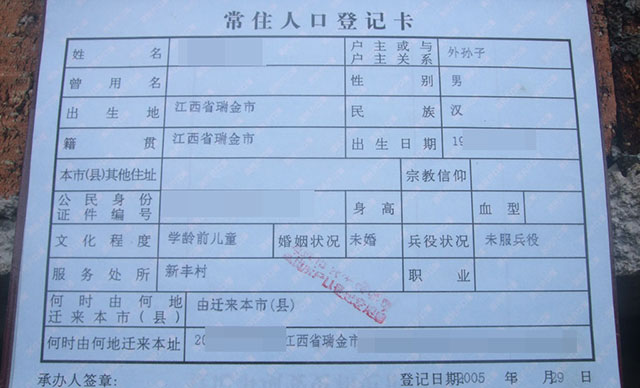 常住人口登记卡
姓名
户主或与
户主关系
外孙子
曾用名
性别 男
出生地 江西省瑞金市 民族 汉
籍贯 江西省瑞金市 出生日期 19
本市(县)其他住址 宗教信仰
公民身份
证件编号
身高 血型
文化程度 学龄前儿童 婚姻状况 未婚 兵役状况 未服兵役
服务处所 新丰村 职业
何时由何地
迁来本市(县)
由迁来本市(县)
何时由何地迁来本址 20 江西省瑞金市
承办人签章: 登记日期:2005 月29日